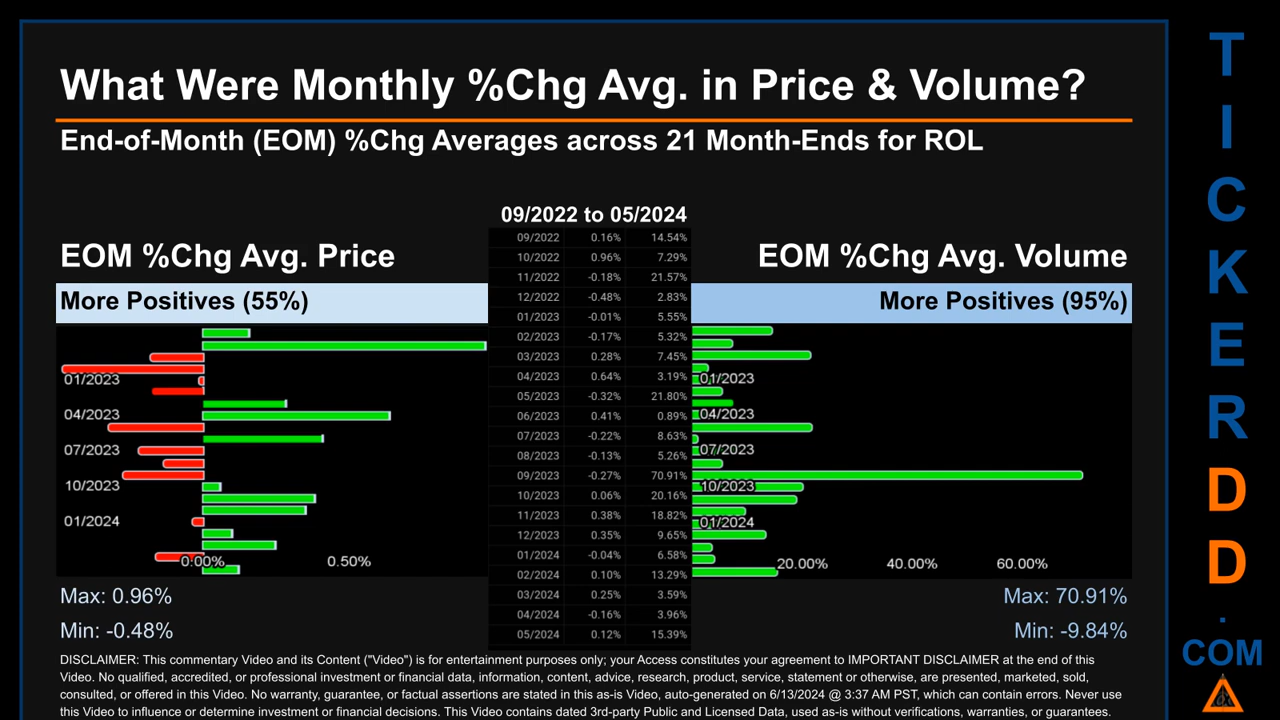 What Were Monthly %Chg Avg. in Price & Volume?
End-of-Month (EOM) %Chg Averages across 21 Month-Ends for ROL
09/2022 to 05/2024
EOM %Chg Avg. Price
EOM %Chg Avg. Volume
More Positives (55%)
More Positives (95%)
09/2022 0.16% 14.54%
10/2022 0.96% 7.29%
11/2022 -0.18% 21.57%
12/2022 -0.48% 2.83%
01/2023 -0.01% 5.55%
02/2023 -0.17% 5.32%
03/2023 0.28% 7.45%
04/2023 0.64% 3.19%
05/2023 -0.32% 21.80%
06/2023 0.41% 0.89%
07/2023 -0.22% 8.63%
08/2023 -0.13% 5.26%
09/2023 -0.27% 70.91%
10/2023 0.06% 20.16%
11/2023 0.38% 18.82%
12/2023 0.35% 9.65%
01/2024 -0.04% 6.58%
02/2024 0.10% 13.29%
03/2024 0.25% 3.59%
04/2024 -0.16% 3.96%
05/2024 0.12% 15.39%
01/2023
04/2023
07/2023
10/2023
01/2024
0.00% 0.50%
01/2023
04/2023
07/2023
10/2023
01/2024
20.00% 40.00% 60.00%
Max: 0.96%
Min: -0.48%
Max: 70.91%
Min: -9.84%
DISCLAIMER: This commentary Video and its Content ("Video") is for entertainment purposes only; your Access constitutes your agreement to IMPORTANT DISCLAIMER at the end of this
Video. No qualified, accredited, or professional investment or financial data, information, content, advice, research, product, service, statement or otherwise, are presented, marketed, sold,
consulted, or offered in this Video. No warranty, guarantee, or factual assertions are stated in this as-is Video, auto-generated on 6/13/2024 @ 3:37 AM PST, which can contain errors. Never use
this Video to influence or determine investment or financial decisions. This Video contains dated 3rd-party Public and Licensed Data, used as-is without verifications, warranties, or guarantees.
T
I
C
K
E
R
D
D
.
COM